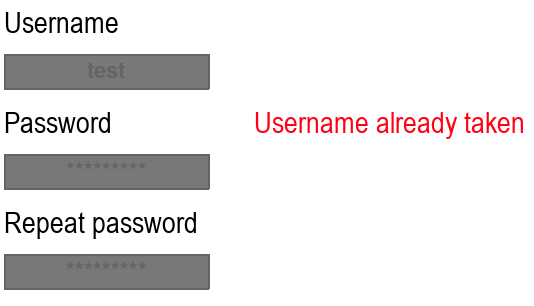 Username
test
Password
Username already taken
*********
Repeat password
*********